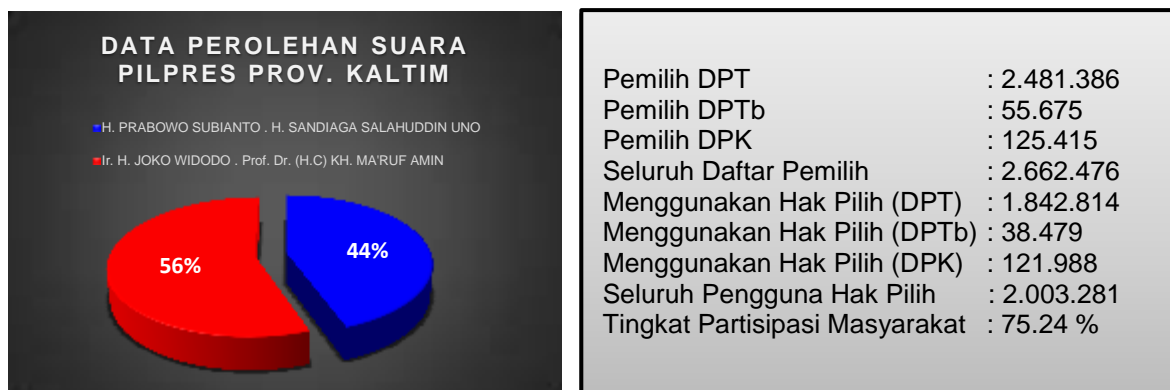 DATA PEROLEHAN SUARA
PILPRES PROV. KALTIM
H. PRABOWO SUBIANTO . H. SANDIAGA SALAHUDDIN UNO
Ir. H. JOKO WIDODO . Prof. Dr. (H.C) KH. MA'RUF AMIN
56%
44%
Pemilih DPT : 2.481.386
Pemilih DPTb : 55.675
Pemilih DPK : 125.415
Seluruh Daftar Pemilih : 2.662.476
Menggunakan Hak Pilih (DPT) : 1.842.814
Menggunakan Hak Pilih (DPTb) : 38.479
Menggunakan Hak Pilih (DPK) : 121.988
Seluruh Pengguna Hak Pilih : 2.003.281
Tingkat Partisipasi Masyarakat : 75.24 %